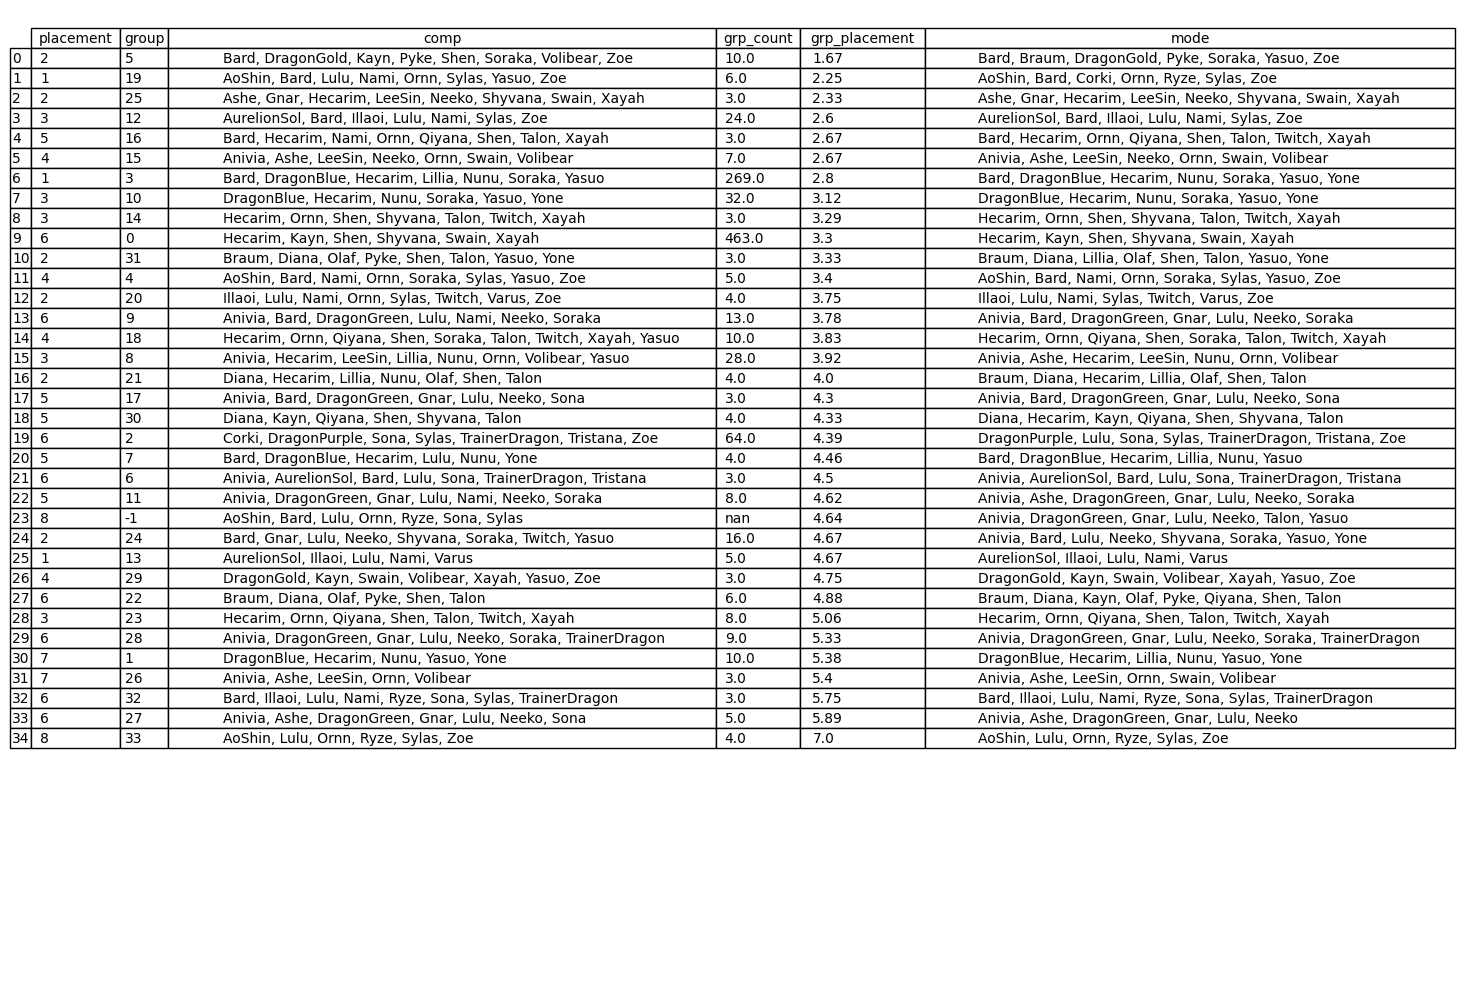 placement group comp grp_count grp_placement mode
0 2 5 Bard, DragonGold, Kayn, Pyke, Shen, Soraka, Volibear, Zoe 10.0 1.67 Bard, Braum, DragonGold, Pyke, Soraka, Yasuo, Zoe
1 1 19 AoShin, Bard, Lulu, Nami, Ornn, Sylas, Yasuo, Zoe 6.0 2.25 AoShin, Bard, Corki, Ornn, Ryze, Sylas, Zoe
2 2 25 Ashe, Gnar, Hecarim, LeeSin, Neeko, Shyvana, Swain, Xayah 3.0 2.33 Ashe, Gnar, Hecarim, LeeSin, Neeko, Shyvana, Swain, Xayah
3 3 12 AurelionSol, Bard, Illaoi, Lulu, Nami, Sylas, Zoe 24.0 2.6 AurelionSol, Bard, Illaoi, Lulu, Nami, Sylas, Zoe
4 5 16 Bard, Hecarim, Nami, Ornn, Qiyana, Shen, Talon, Xayah 3.0 2.67 Bard, Hecarim, Ornn, Qiyana, Shen, Talon, Twitch, Xayah
5 4 15 Anivia, Ashe, LeeSin, Neeko, Ornn, Swain, Volibear 7.0 2.67 Anivia, Ashe, LeeSin, Neeko, Ornn, Swain, Volibear
6 1 3 Bard, DragonBlue, Hecarim, Lillia, Nunu, Soraka, Yasuo 269.0 2.8 Bard, DragonBlue, Hecarim, Nunu, Soraka, Yasuo, Yone
7 3 10 DragonBlue, Hecarim, Nunu, Soraka, Yasuo, Yone 32.0 3.12 DragonBlue, Hecarim, Nunu, Soraka, Yasuo, Yone
8 3 14 Hecarim, Ornn, Shen, Shyvana, Talon, Twitch, Xayah 3.0 3.29 Hecarim, Ornn, Shen, Shyvana, Talon, Twitch, Xayah
9 6 0 Hecarim, Kayn, Shen, Shyvana, Swain, Xayah 463.0 3.3 Hecarim, Kayn, Shen, Shyvana, Swain, Xayah
10 2 31 Braum, Diana, Olaf, Pyke, Shen, Talon, Yasuo, Yone 3.0 3.33 Braum, Diana, Lillia, Olaf, Shen, Talon, Yasuo, Yone
11 4 4 AoShin, Bard, Nami, Ornn, Soraka, Sylas, Yasuo, Zoe 5.0 3.4 AoShin, Bard, Nami, Ornn, Soraka, Sylas, Yasuo, Zoe
12 2 20 Illaoi, Lulu, Nami, Ornn, Sylas, Twitch, Varus, Zoe 4.0 3.75 Illaoi, Lulu, Nami, Sylas, Twitch, Varus, Zoe
13 6 9 Anivia, Bard, DragonGreen, Lulu, Nami, Neeko, Soraka 13.0 3.78 Anivia, Bard, DragonGreen, Gnar, Lulu, Neeko, Soraka
14 4 18 Hecarim, Ornn, Qiyana, Shen, Soraka, Talon, Twitch, Xayah, Yasuo 10.0 3.83 Hecarim, Ornn, Qiyana, Shen, Soraka, Talon, Twitch, Xayah
15 3 8 Anivia, Hecarim, LeeSin, Lillia, Nunu, Ornn, Volibear, Yasuo 28.0 3.92 Anivia, Ashe, Hecarim, LeeSin, Nunu, Ornn, Volibear
16 2 21 Diana, Hecarim, Lillia, Nunu, Olaf, Shen, Talon 4.0 4.0 Braum, Diana, Hecarim, Lillia, Olaf, Shen, Talon
17 5 17 Anivia, Bard, DragonGreen, Gnar, Lulu, Neeko, Sona 3.0 4.3 Anivia, Bard, DragonGreen, Gnar, Lulu, Neeko, Sona
18 5 30 Diana, Kayn, Qiyana, Shen, Shyvana, Talon 4.0 4.33 Diana, Hecarim, Kayn, Qiyana, Shen, Shyvana, Talon
19 6 2 Corki, DragonPurple, Sona, Sylas, TrainerDragon, Tristana, Zoe 64.0 4.39 DragonPurple, Lulu, Sona, Sylas, TrainerDragon, Tristana, Zoe
20 5 7 Bard, DragonBlue, Hecarim, Lulu, Nunu, Yone 4.0 4.46 Bard, DragonBlue, Hecarim, Lillia, Nunu, Yasuo
21 6 6 Anivia, AurelionSol, Bard, Lulu, Sona, TrainerDragon, Tristana 3.0 4.5 Anivia, AurelionSol, Bard, Lulu, Sona, TrainerDragon, Tristana
22 5 11 Anivia, DragonGreen, Gnar, Lulu, Nami, Neeko, Soraka 8.0 4.62 Anivia, Ashe, DragonGreen, Gnar, Lulu, Neeko, Soraka
23 8 -1 AoShin, Bard, Lulu, Ornn, Ryze, Sona, Sylas nan 4.64 Anivia, DragonGreen, Gnar, Lulu, Neeko, Talon, Yasuo
24 2 24 Bard, Gnar, Lulu, Neeko, Shyvana, Soraka, Twitch, Yasuo 16.0 4.67 Anivia, Bard, Lulu, Neeko, Shyvana, Soraka, Yasuo, Yone
25 1 13 AurelionSol, Illaoi, Lulu, Nami, Varus 5.0 4.67 AurelionSol, Illaoi, Lulu, Nami, Varus
26 4 29 DragonGold, Kayn, Swain, Volibear, Xayah, Yasuo, Zoe 3.0 4.75 DragonGold, Kayn, Swain, Volibear, Xayah, Yasuo, Zoe
27 6 22 Braum, Diana, Olaf, Pyke, Shen, Talon 6.0 4.88 Braum, Diana, Kayn, Olaf, Pyke, Qiyana, Shen, Talon
28 3 23 Hecarim, Ornn, Qiyana, Shen, Talon, Twitch, Xayah 8.0 5.06 Hecarim, Ornn, Qiyana, Shen, Talon, Twitch, Xayah
29 6 28 Anivia, DragonGreen, Gnar, Lulu, Neeko, Soraka, TrainerDragon 9.0 5.33 Anivia, DragonGreen, Gnar, Lulu, Neeko, Soraka, TrainerDragon
30 7 1 DragonBlue, Hecarim, Nunu, Yasuo, Yone 10.0 5.38 DragonBlue, Hecarim, Lillia, Nunu, Yasuo, Yone
31 7 26 Anivia, Ashe, LeeSin, Ornn, Volibear 3.0 5.4 Anivia, Ashe, LeeSin, Ornn, Swain, Volibear
32 6 32 Bard, Illaoi, Lulu, Nami, Ryze, Sona, Sylas, TrainerDragon 3.0 5.75 Bard, Illaoi, Lulu, Nami, Ryze, Sona, Sylas, TrainerDragon
33 6 27 Anivia, Ashe, DragonGreen, Gnar, Lulu, Neeko, Sona 5.0 5.89 Anivia, Ashe, DragonGreen, Gnar, Lulu, Neeko
34 8 33 AoShin, Lulu, Ornn, Ryze, Sylas, Zoe 4.0 7.0 AoShin, Lulu, Ornn, Ryze, Sylas, Zoe